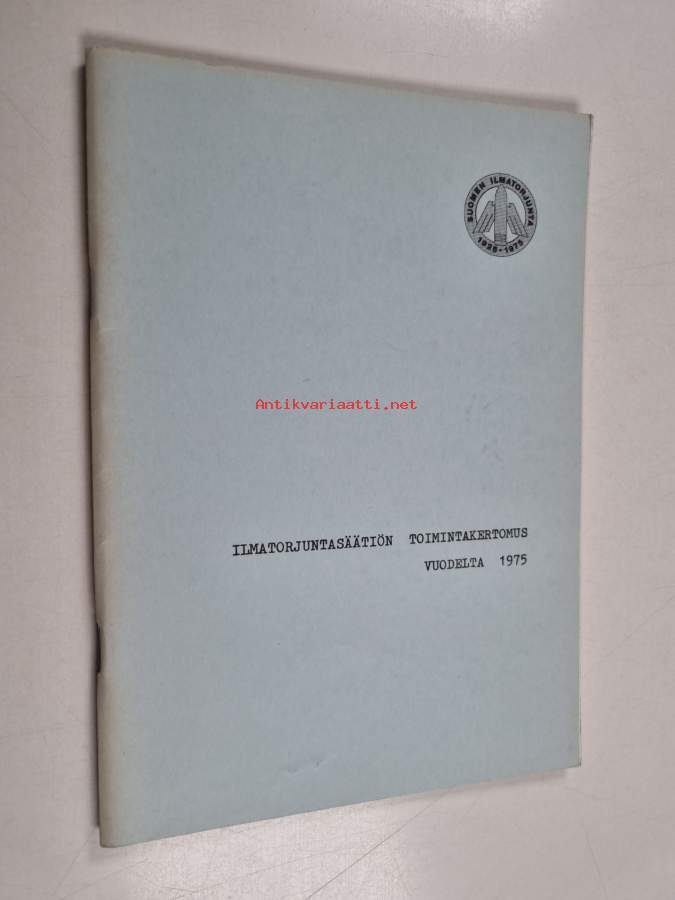 SUOMEN ILMATORJUNTA
1925-1975
Antikvariaatti.net
ILMATORJUNTASÄÄTIÖN TOIMINTAKERTOMUS
VUODELTA 1975